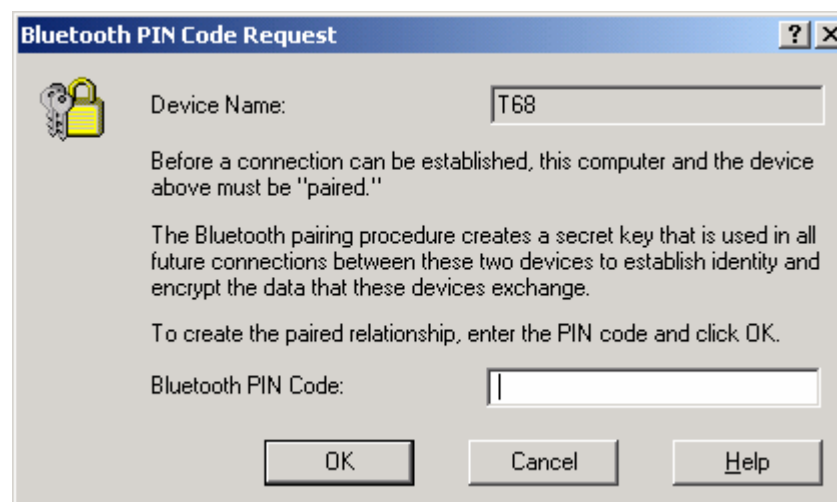 Bluetooth PIN Code Request
Device Name: T68
Before a connection can be established, this computer and the device
above must be "paired."
The Bluetooth pairing procedure creates a secret key that is used in all
future connections between these two devices to establish identity and
encrypt the data that these devices exchange.
To create the paired relationship, enter the PIN code and click OK.
Bluetooth PIN Code:
OK Cancel Help